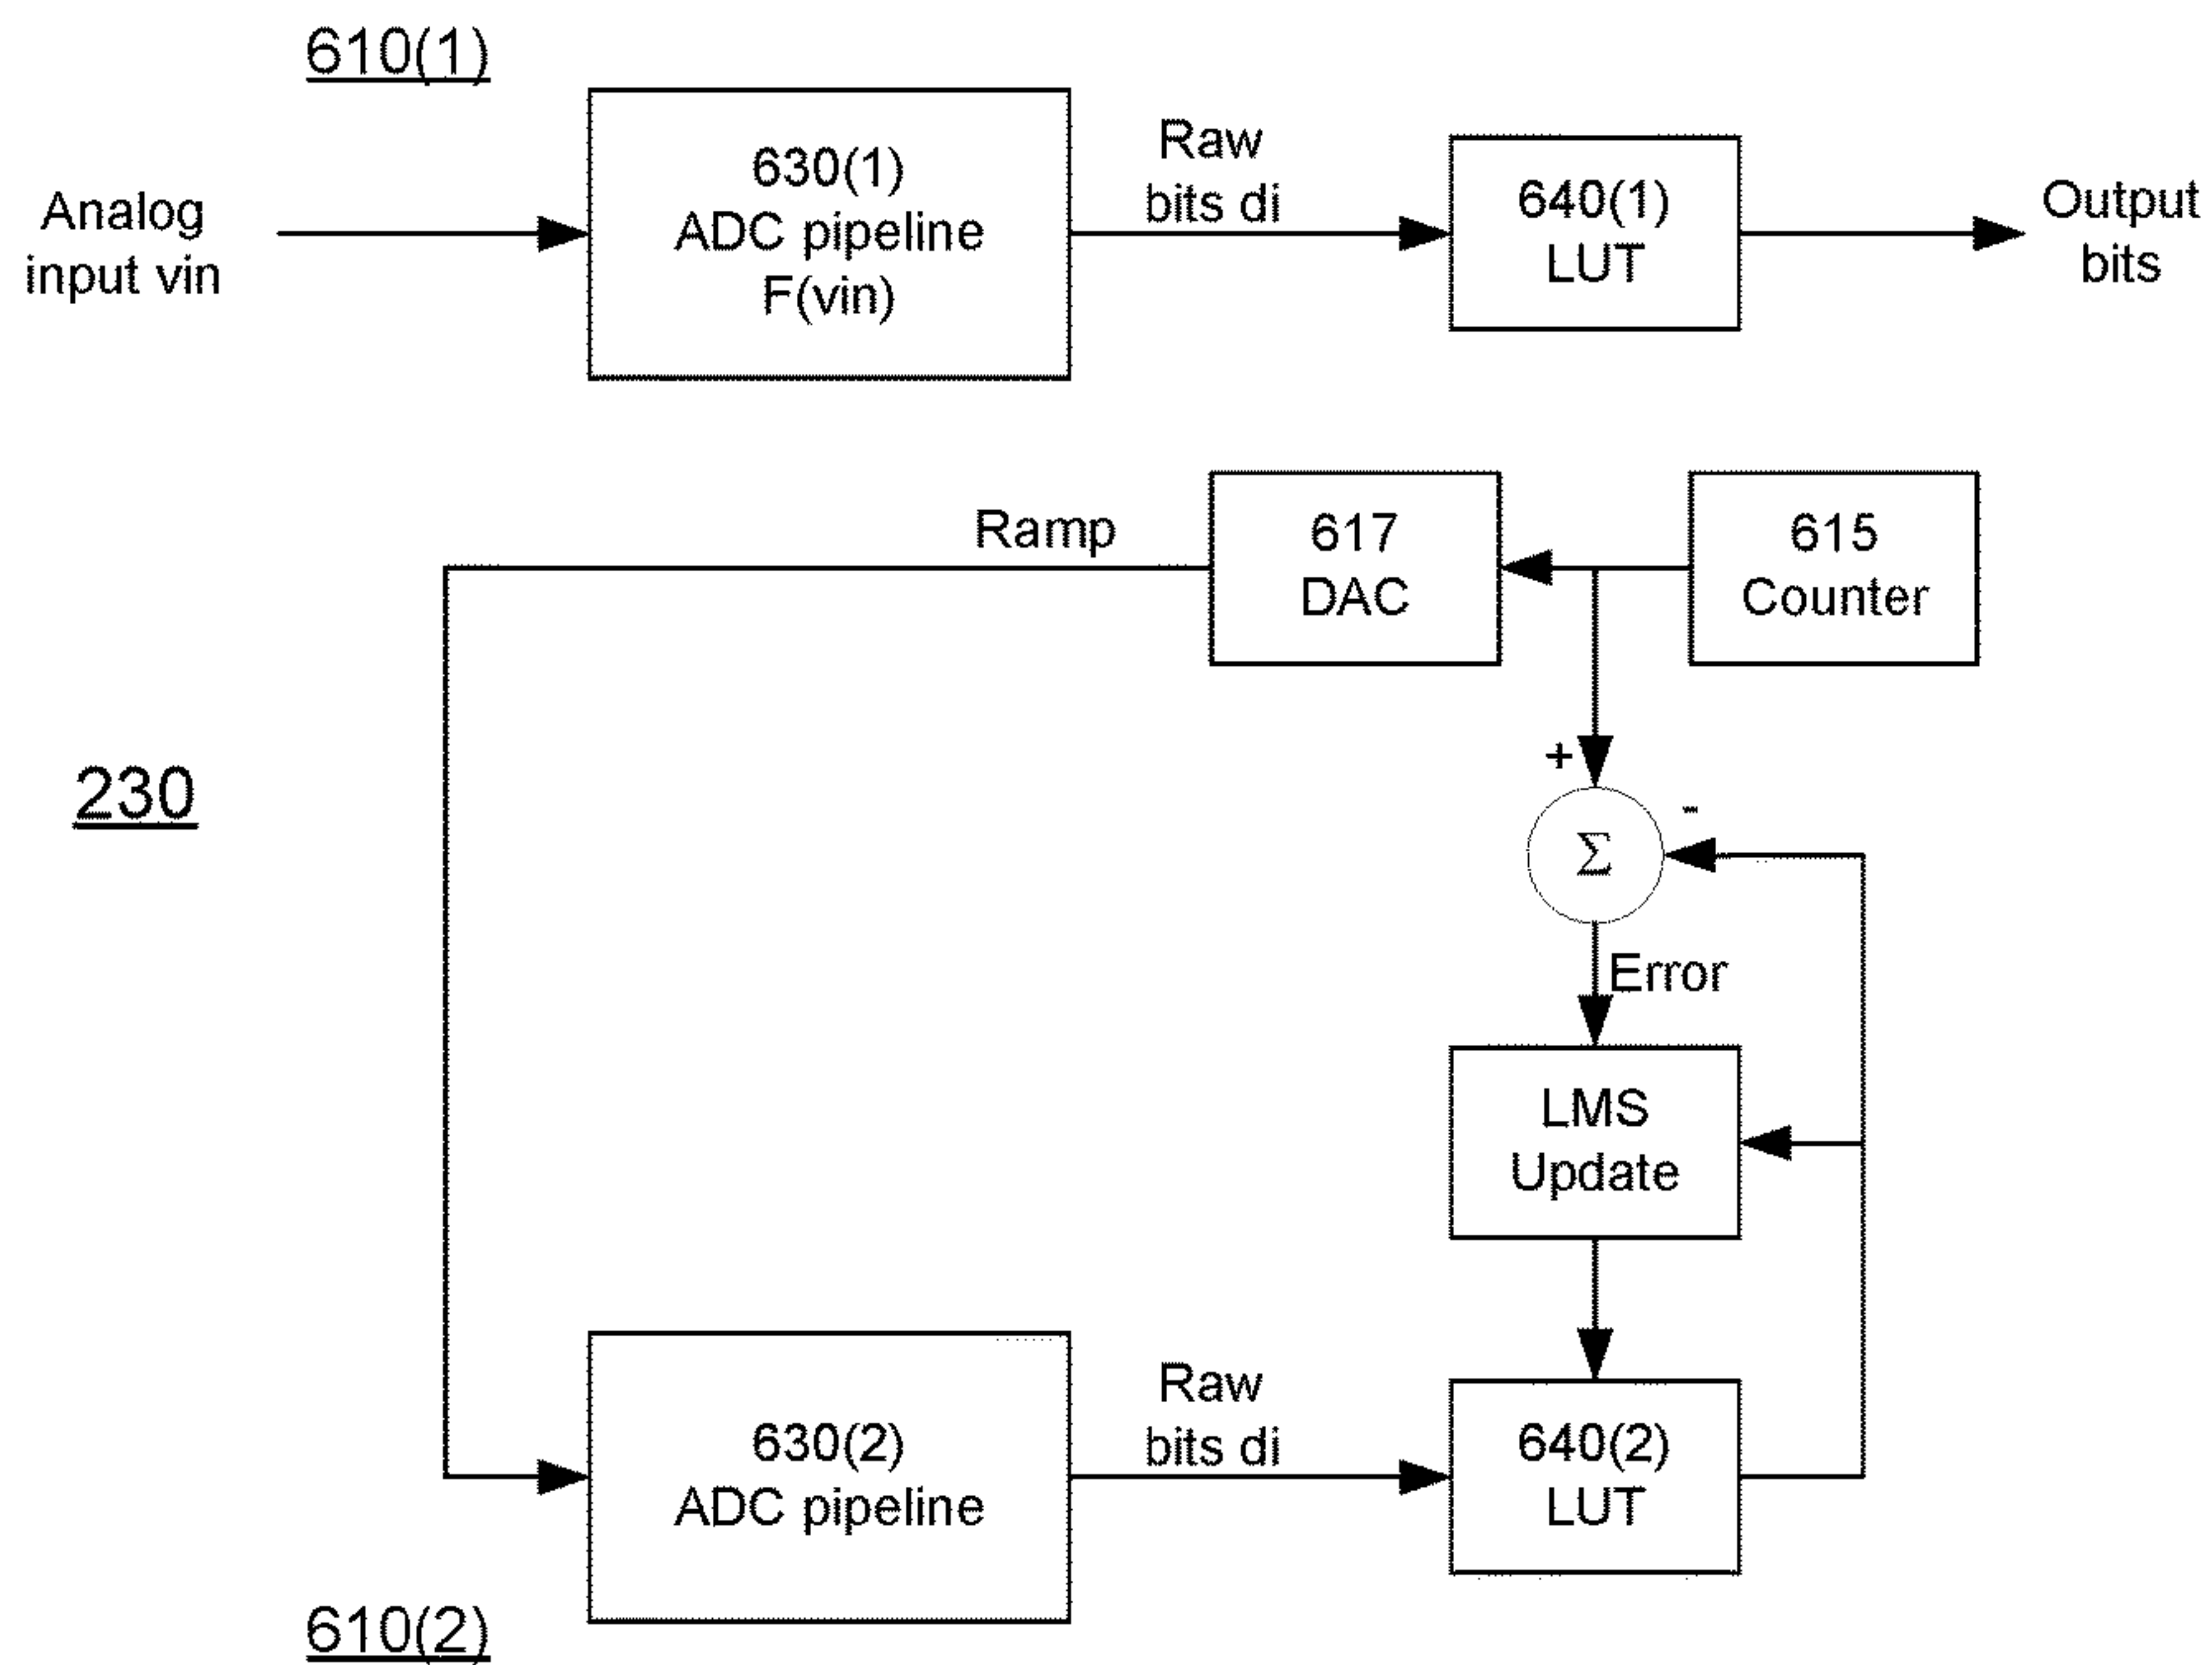 610(1)
Analog
input vin
630(1)
ADC pipeline
F(vin)
Raw
bits di
640(1)
LUT
Output
bits
Ramp
617
DAC
615
Counter
230
+
-
Σ
Error
LMS
Update
630(2)
ADC pipeline
Raw
bits di
640(2)
LUT
610(2)